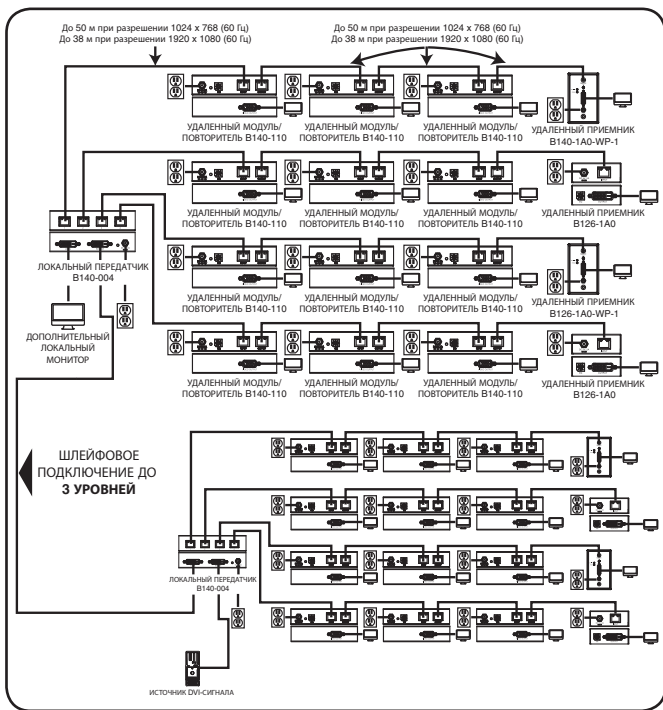 До 50 м при разрешении 1024 x 768 (60 Гц)
До 38 м при разрешении 1920 x 1080 (60 Гц)
До 50 м при разрешении 1024 x 768 (60 Гц)
До 38 м при разрешении 1920 x 1080 (60 Гц)
УДАЛЕННЫЙ МОДУЛЬ/
ПОВТОРИТЕЛЬ B140-110
УДАЛЕННЫЙ МОДУЛЬ/
ПОВТОРИТЕЛЬ B140-110
УДАЛЕННЫЙ МОДУЛЬ/
ПОВТОРИТЕЛЬ B140-110
УДАЛЕННЫЙ ПРИЕМНИК
B140-1A0-WP-1
УДАЛЕННЫЙ МОДУЛЬ/
ПОВТОРИТЕЛЬ B140-110
УДАЛЕННЫЙ МОДУЛЬ/
ПОВТОРИТЕЛЬ B140-110
УДАЛЕННЫЙ МОДУЛЬ/
ПОВТОРИТЕЛЬ B140-110
УДАЛЕННЫЙ ПРИЕМНИК
B126-1A0
ЛОКАЛЬНЫЙ ПЕРЕДАТЧИК
B140-004
УДАЛЕННЫЙ МОДУЛЬ/
ПОВТОРИТЕЛЬ B140-110
УДАЛЕННЫЙ МОДУЛЬ/
ПОВТОРИТЕЛЬ B140-110
УДАЛЕННЫЙ МОДУЛЬ/
ПОВТОРИТЕЛЬ B140-110
УДАЛЕННЫЙ ПРИЕМНИК
B126-1A0-WP-1
ДОПОЛНИТЕЛЬНЫЙ
ЛОКАЛЬНЫЙ
МОНИТОР
УДАЛЕННЫЙ МОДУЛЬ/
ПОВТОРИТЕЛЬ B140-110
УДАЛЕННЫЙ МОДУЛЬ/
ПОВТОРИТЕЛЬ B140-110
УДАЛЕННЫЙ МОДУЛЬ/
ПОВТОРИТЕЛЬ B140-110
УДАЛЕННЫЙ ПРИЕМНИК
B126-1A0
ШЛЕЙФОВОЕ
ПОДКЛЮЧЕНИЕ ДО
3 УРОВНЕЙ
ЛОКАЛЬНЫЙ ПЕРЕДАТЧИК
B140-004
ИСТОЧНИК DVI-СИГНАЛА